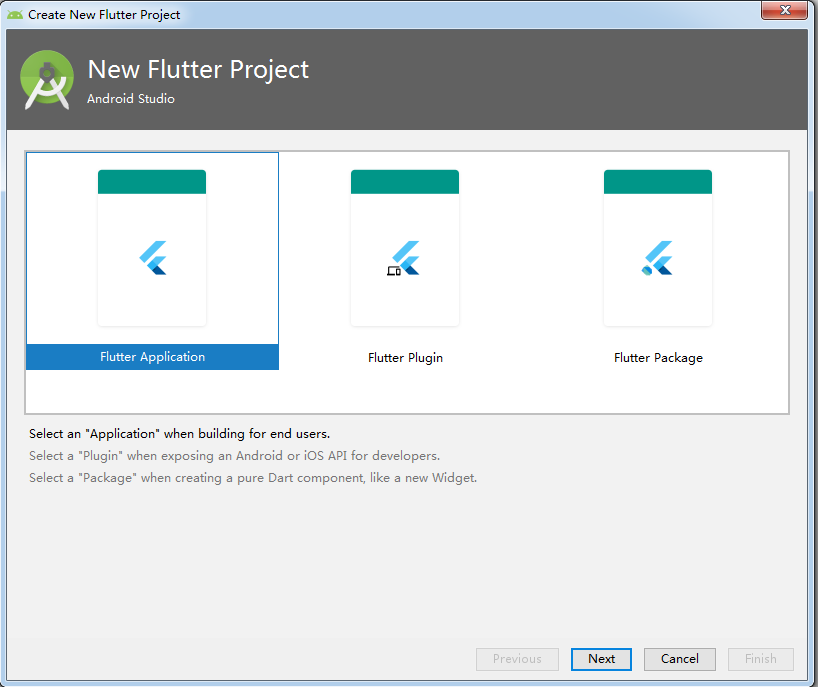 Create New Flutter Project
New Flutter Project
Android Studio
Flutter Application
Flutter Plugin
Flutter Package
Select an "Application" when building for end users.
Select a "Plugin" when exposing an Android or iOS API for developers.
Select a "Package" when creating a pure Dart component, like a new Widget.
Previous
Next
Cancel
Finish